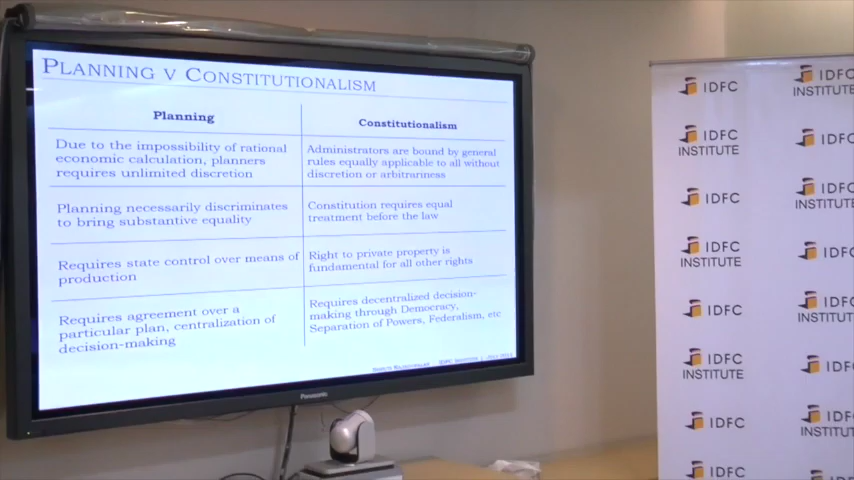 PLANNING V CONSTITUTIONALISM
Planning
Constitutionalism
Due to the impossibility of rational
economic calculation, planners
requires unlimited discretion
Administrators are bound by general
rules equally applicable to all without
discretion or arbitrariness
Planning necessarily discriminates
to bring substantive equality
Constitution requires equal
treatment before the law
Requires state control over means of
production
Right to private property is
fundamental for all other rights
Requires agreement over a
particular plan, centralization of
decision-making
Requires decentralized decision-
making through Democracy,
Separation of Powers, Federalism, etc
IDFC INSTITUTE
Panasonic
IDFC
IDFC
INSTITUTE
IDFC
INSTITUTE
IDFC
IDFC
IDFC
INSTITUTE
IDFC
INSTITUTE
IDFC
IDFC
IDFC
INSTITUTE
IDFC
INSTITUTE
IDFC
IDFC
IDFC
INSTITUTE
IDFC